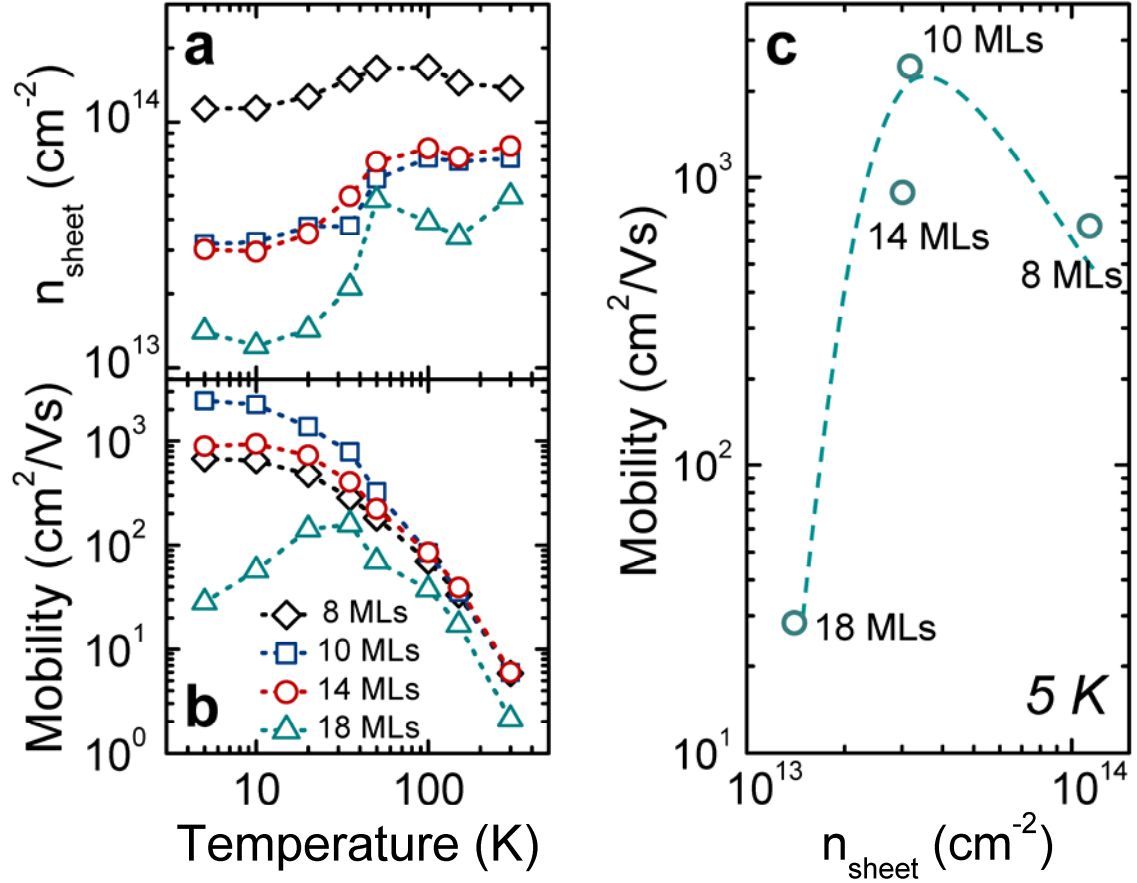 a
n_sheet (cm^-2)
10^14
10^13
b
Mobility (cm^2/Vs)
10^3
10^2
10^1
10^0
8 MLs
10 MLs
14 MLs
18 MLs
10
100
Temperature (K)
c
Mobility (cm^2/Vs)
10^3
10^2
10^1
10 MLs
14 MLs
8 MLs
18 MLs
5 K
10^13
10^14
n_sheet (cm^-2)